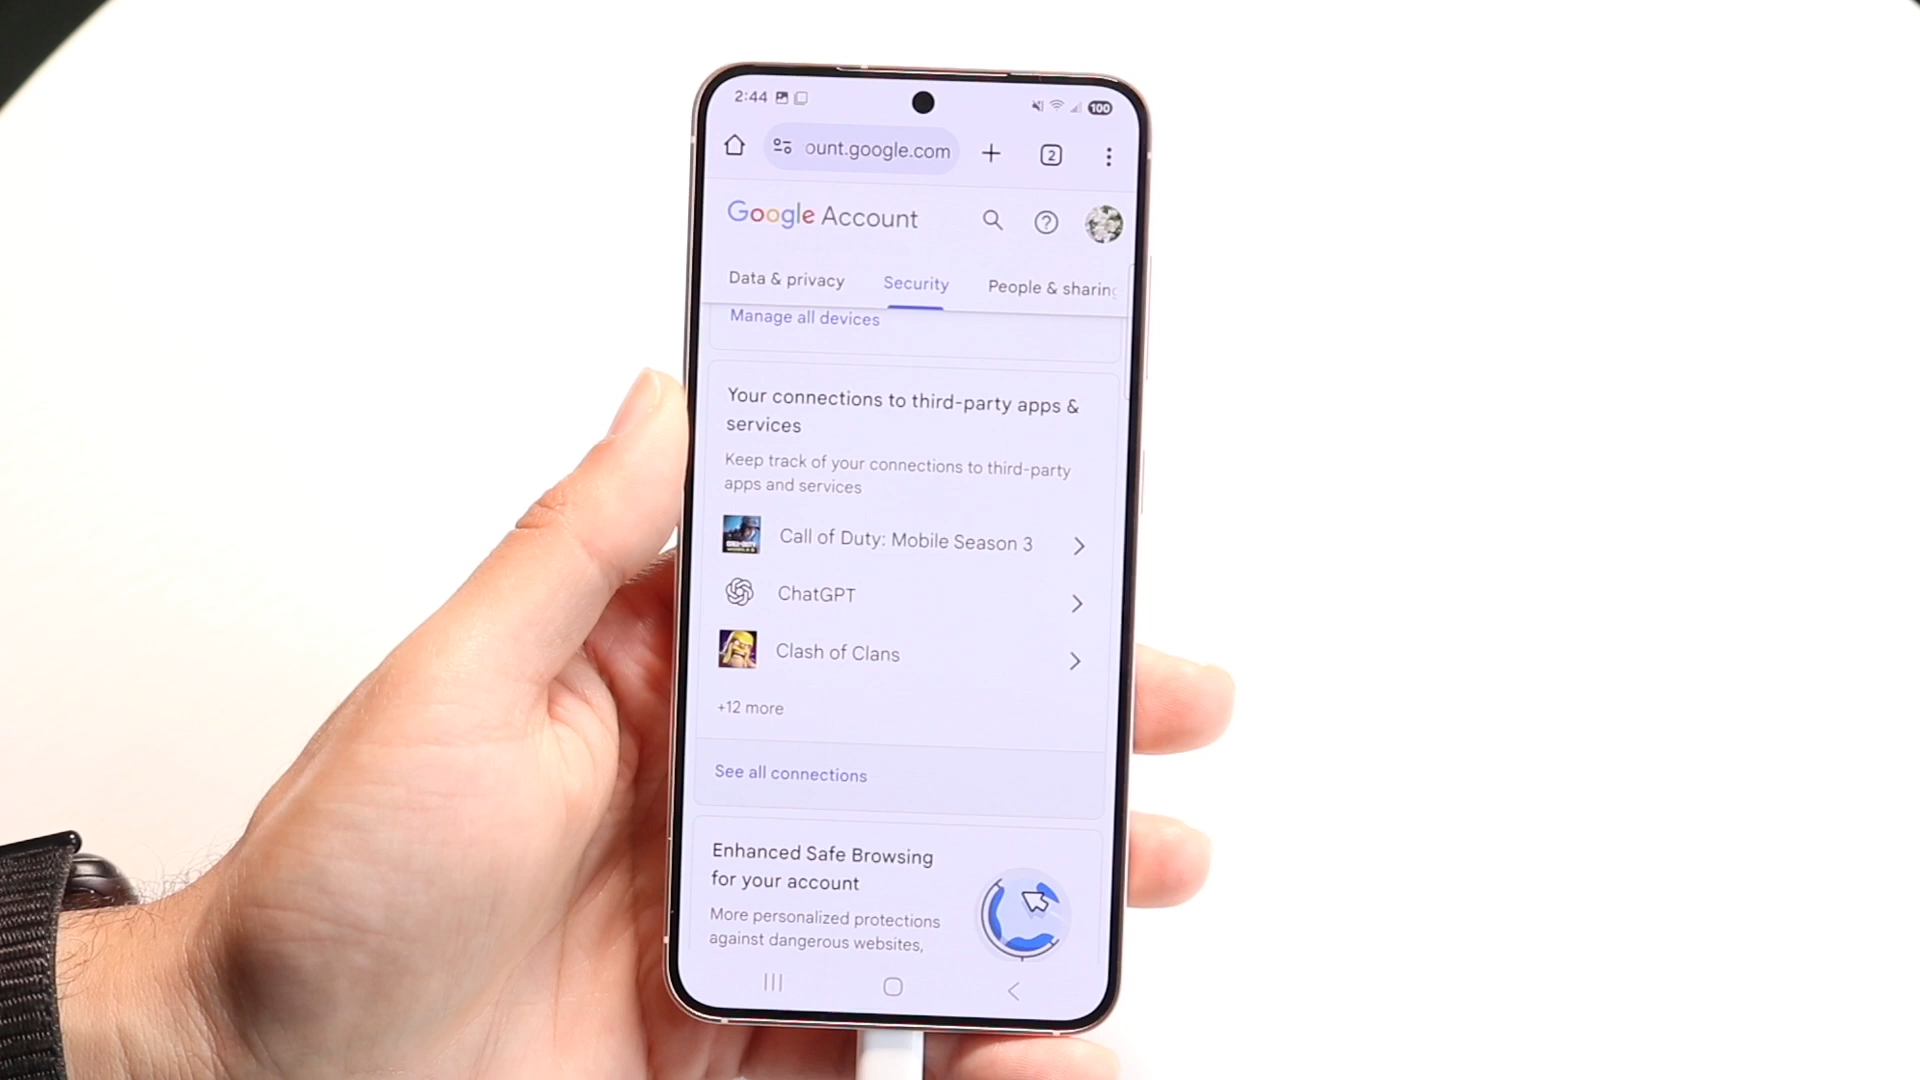 2:44 100
ount.google.com 2
Google Account
Data & privacy Security People & sharing
Manage all devices
Your connections to third-party apps &
services
Keep track of your connections to third-party
apps and services
Call of Duty: Mobile Season 3
ChatGPT
Clash of Clans
+12 more
See all connections
Enhanced Safe Browsing
for your account
More personalized protections
against dangerous websites,